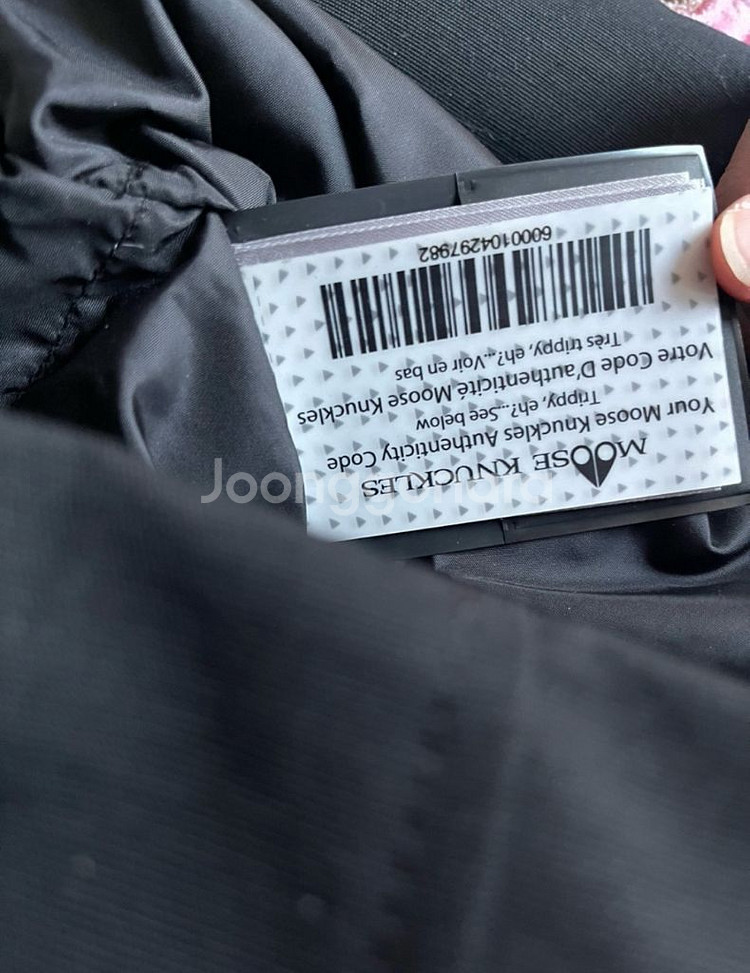 MOOSE KNUCKLES
Your Moose Knuckles Authenticity Code
Trippy, eh?...See below
Votre Code D'authenticité Moose Knuckles
Très trippy, eh?...Voir en bas
6000104297982
Joonggonara